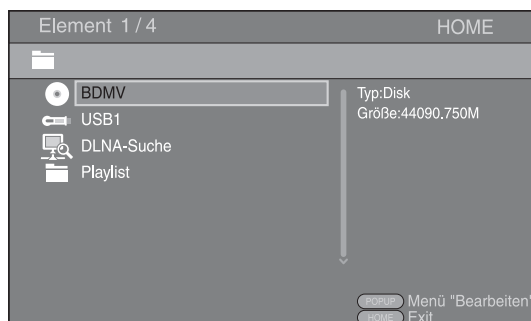 Element 1 / 4 HOME
BDMV
USB1
DLNA-Suche
Playlist
Typ:Disk
Größe:44090.750M
POPUP Menü "Bearbeiten"
HOME Exit